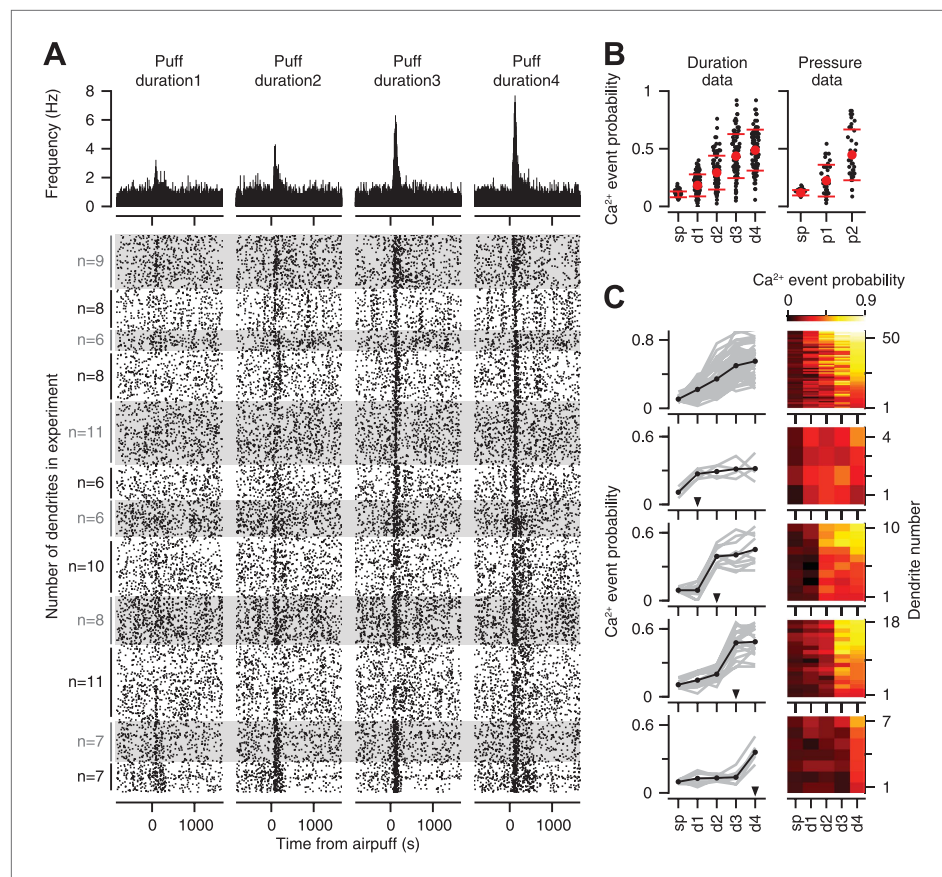 A
Puff duration1
Puff duration2
Puff duration3
Puff duration4
Frequency (Hz)
8
6
4
2
0
0 1000 0 1000 0 1000 0 1000
Number of dendrites in experiment
n=9
n=8
n=6
n=8
n=11
n=6
n=6
n=10
n=8
n=11
n=7
n=7
Time from airpuff (s)
B
Duration data
Pressure data
Ca²⁺ event probability
1
0.5
0
sp d1 d2 d3 d4
sp p1 p2
C
Ca²⁺ event probability
0 0.9
Ca²⁺ event probability
0.8
0
50
1
0.6
0
4
1
0.6
0
10
1
0.6
0
18
1
0.6
0
7
1
Dendrite number
sp d1 d2 d3 d4
sp d1 d2 d3 d4